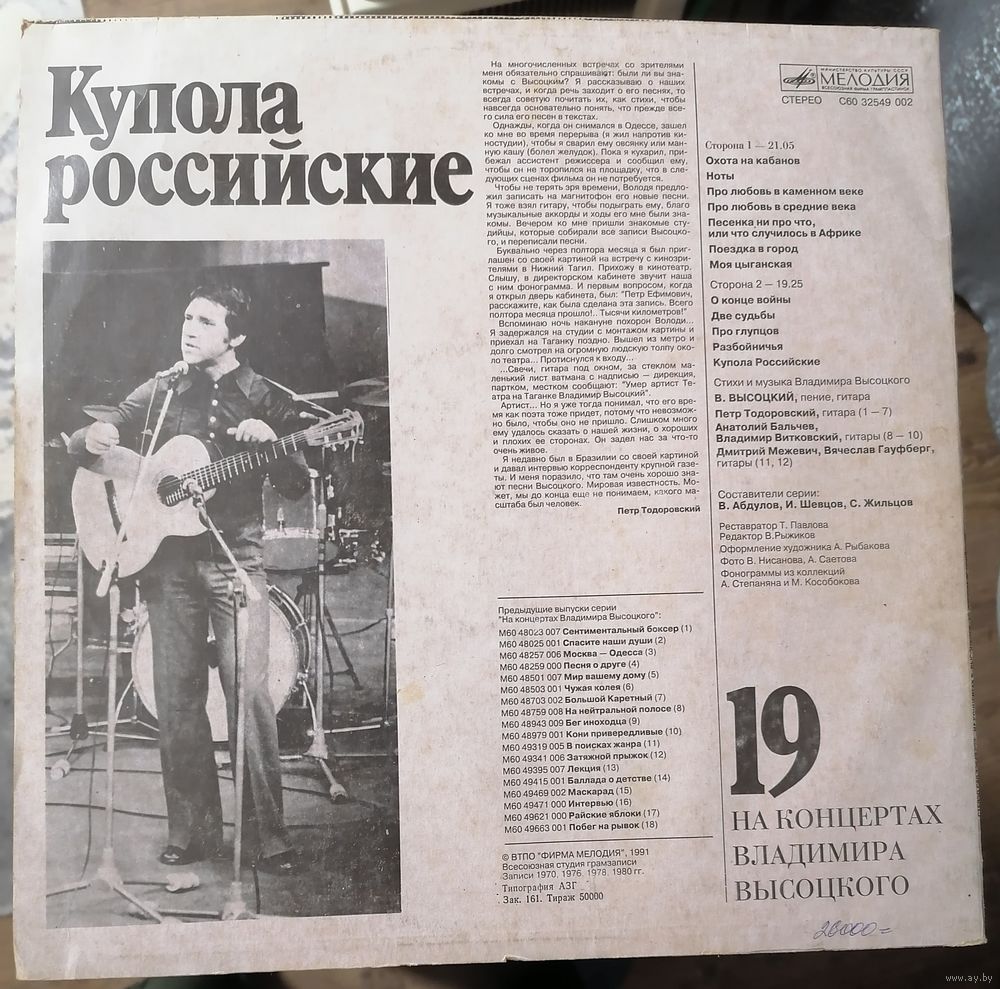 Купола
российские
На многочисленных встречах со зрителями
меня обязательно спрашивают: были ли вы зна-
комы с Высоцким? Я рассказываю о наших
встречах, и когда речь заходит о его песнях, то
всегда советую почитать их, как стихи, чтобы
навсегда основательно понять, что прежде все-
го сила его песен в текстах.
Однажды, когда он снимался в Одессе, зашел
ко мне во время перерыва (я жил напротив ки-
ностудии), чтобы я сварил ему овсянку или ман-
ную кашу (болел желудок). Пока я кухарил, при-
бежал ассистент режиссера и сообщил ему,
чтобы он не торопился на площадку, что в сле-
дующих сценах фильма он не потребуется.
Чтобы не терять зря времени, Володя предло-
жил записать на магнитофон его новые песни.
Я тоже взял гитару, чтобы подыграть ему, благо
музыкальные аккорды и ходы его мне были зна-
комы. Вечером ко мне пришли знакомые сту-
дийцы, которые собирали все записи Высоцко-
го, и переписали песни.
Буквально через полтора месяца я был приг-
лашен со своей картиной на встречу с кинозри-
телями в Нижний Тагил. Прихожу в кинотеатр.
Слышу, в директорском кабинете звучит наша
с ним фонограмма. И первым вопросом, когда
я открыл дверь кабинета, был: "Петр Ефимович,
расскажите, как была сделана эта запись. Всего
полтора месяца прошло!.. Тысячи километров!"
Вспоминаю ночь накануне похорон Володи...
Я задержался на студии с монтажом картины и
приехал на Таганку поздно. Вышел из метро и
долго смотрел на огромную людскую толпу око-
ло театра... Протиснулся к входу...
...Свечи, гитара под окном, за стеклом ма-
ленький лист ватмана с надписью – дирекция,
партком, местком сообщают: "Умер артист Те-
атра на Таганке Владимир Высоцкий".
Артист... Но я уже тогда понимал, что его вре-
мя как поэта тоже придет, потому что невозмож-
но было, чтобы оно не пришло. Слишком много
ему удалось сказать о нашей жизни, о хороших
и плохих ее сторонах. Он задел нас за что-то
очень живое.
Я недавно был в Бразилии со своей картиной
и давал интервью корреспонденту крупной газе-
ты. И меня поразило, что там очень хорошо зна-
ют песни Высоцкого. Мировая известность. Мо-
жет, мы до конца еще не понимаем, какого ма-
сштаба был человек.
Петр Тодоровский
Предыдущие выпуски серии
"На концертах Владимира Высоцкого":
М60 48023 007 Сентиментальный боксер (1)
М60 48025 001 Спасите наши души (2)
М60 48257 006 Москва — Одесса (3)
М60 48259 000 Песня о друге (4)
М60 48501 007 Мир вашему дому (5)
М60 48503 001 Чужая колея (6)
М60 48703 002 Большой Каретный (7)
М60 48759 008 На нейтральной полосе (8)
М60 48943 009 Бег иноходца (9)
М60 48979 001 Кони привередливые (10)
М60 49319 005 В поисках жанра (11)
М60 49341 006 Затяжной прыжок (12)
М60 49395 007 Лекция (13)
М60 49415 001 Баллада о детстве (14)
М60 49469 002 Маскарад (15)
М60 49471 000 Интервью (16)
М60 49621 000 Райские яблоки (17)
М60 49663 001 Побег на рывок (18)
© ВТПО "ФИРМА МЕЛОДИЯ", 1991
Всесоюзная студия грамзаписи
Записи 1970, 1976, 1978, 1980 гг.
Типография АЗГ
Зак. 161. Тираж 50000
МИНИСТЕРСТВО КУЛЬТУРЫ СССР
МЕЛОДИЯ
ВСЕСОЮЗНАЯ ФИРМА ГРАМПЛАСТИНОК
СТЕРЕО С60 32549 002
Сторона 1 — 21.05
Охота на кабанов
Ноты
Про любовь в каменном веке
Про любовь в средние века
Песенка ни про что,
или что случилось в Африке
Поездка в город
Моя цыганская
Сторона 2 — 19.25
О конце войны
Две судьбы
Про глупцов
Разбойничья
Купола Российские
Стихи и музыка Владимира Высоцкого
В. ВЫСОЦКИЙ, пение, гитара
Петр Тодоровский, гитара (1 — 7)
Анатолий Бальчев,
Владимир Витковский, гитары (8 — 10)
Дмитрий Межевич, Вячеслав Гауфберг,
гитары (11, 12)
Составители серии:
В. Абдулов, И. Шевцов, С. Жильцов
Реставратор Т. Павлова
Редактор В.Рыжиков
Оформление художника А. Рыбакова
Фото В. Нисанова, А. Саетова
Фонограммы из коллекций
А. Степаняна и М. Кособокова
19
НА КОНЦЕРТАХ
ВЛАДИМИРА
ВЫСОЦКОГО
www.ay.by